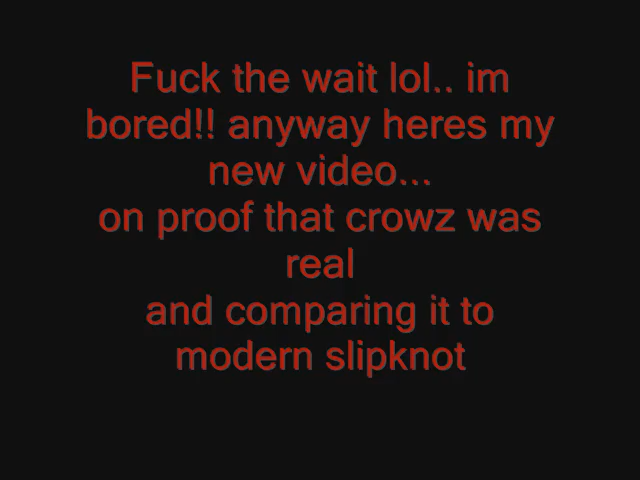 Fuck the wait lol.. im
bored!! anyway heres my
new video...
on proof that crowz was
real
and comparing it to
modern slipknot